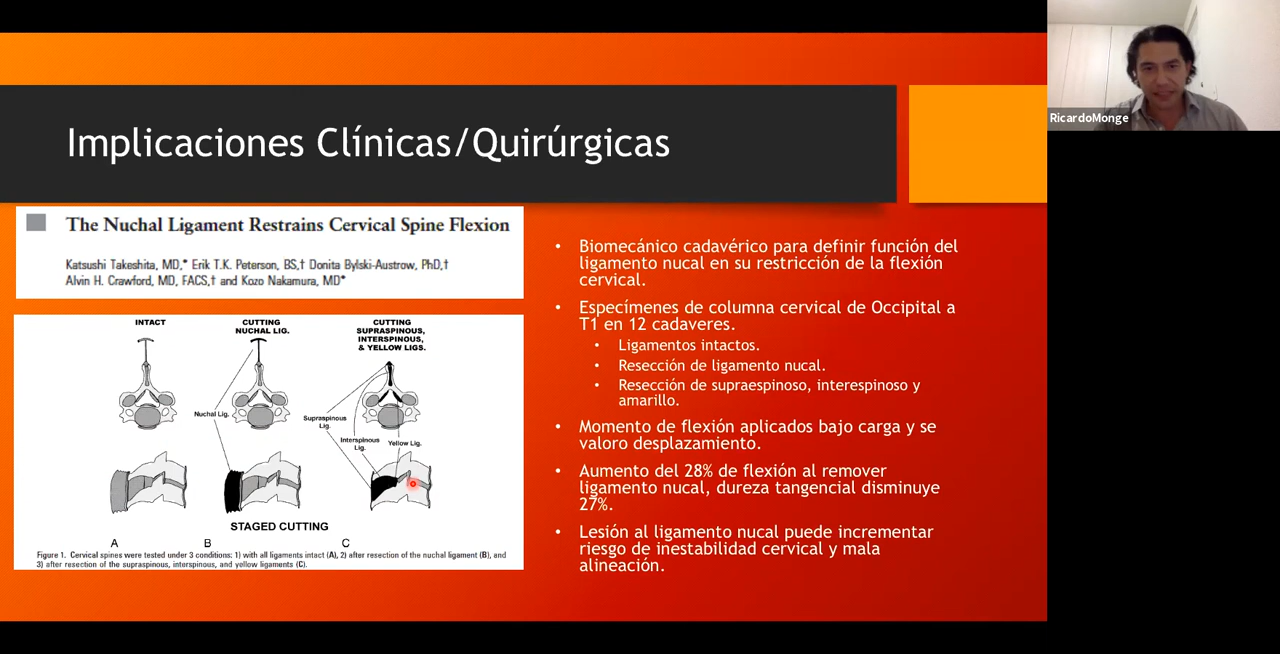 RicardoMonge
Implicaciones Clínicas/Quirúrgicas
The Nuchal Ligament Restrains Cervical Spine Flexion
Katsushi Takeshita, MD,* Erik T.K. Peterson, BS,† Donita Bylski-Austrow, PhD,†
Alvin H. Crawford, MD, FACS,† and Kozo Nakamura, MD*
INTACT
CUTTING
NUCHAL LIG.
CUTTING
SUPRASPINOUS,
INTERSPINOUS,
& YELLOW LIGS.
Nuchal Lig.
Supraspinous
Lig.
Interspinous
Lig.
Yellow Lig.
STAGED CUTTING
A
B
C
Figure 1. Cervical spines were tested under 3 conditions: 1) with all ligaments intact (A), 2) after resection of the nuchal ligament (B), and
3) after resection of the supraspinous, interspinous, and yellow ligaments (C).
• Biomecánico cadavérico para definir función del
ligamento nucal en su restricción de la flexión
cervical.
• Específimenes de columna cervical de Occipital a
T1 en 12 cadaveres.
• Ligamentos intactos.
• Resección de ligamento nucal.
• Resección de supraespinoso, interespinoso y
amarillo.
• Momento de flexión aplicados bajo carga y se
valoro desplazamiento.
• Aumento del 28% de flexión al remover
ligamento nucal, dureza tangencial disminuye
27%.
• Lesión al ligamento nucal puede incrementar
riesgo de inestabilidad cervical y mala
alineación.